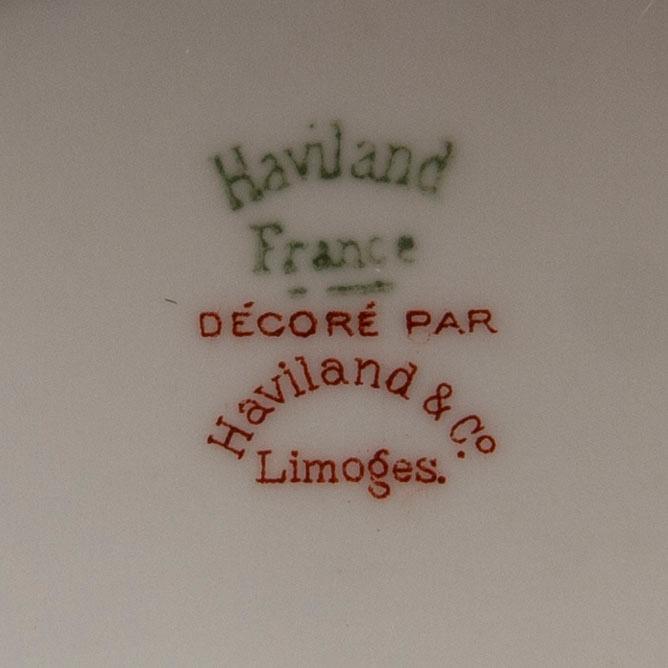 Haviland
France
DÉCORÉ PAR
Haviland & Co.
Limoges.